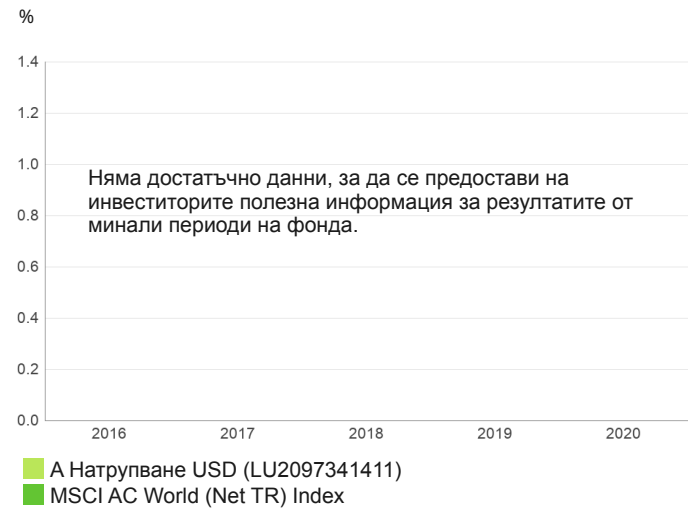 %
1.4
1.2
1.0
Няма достатъчно данни, за да се предостави на
инвеститорите полезна информация за резултатите от
0.8
минали периоди на фонда.
0.6
0.4
0.2
0.0
2016 2017 2018 2019 2020
А Натрупване USD (LU2097341411)
MSCI AC World (Net TR) Index